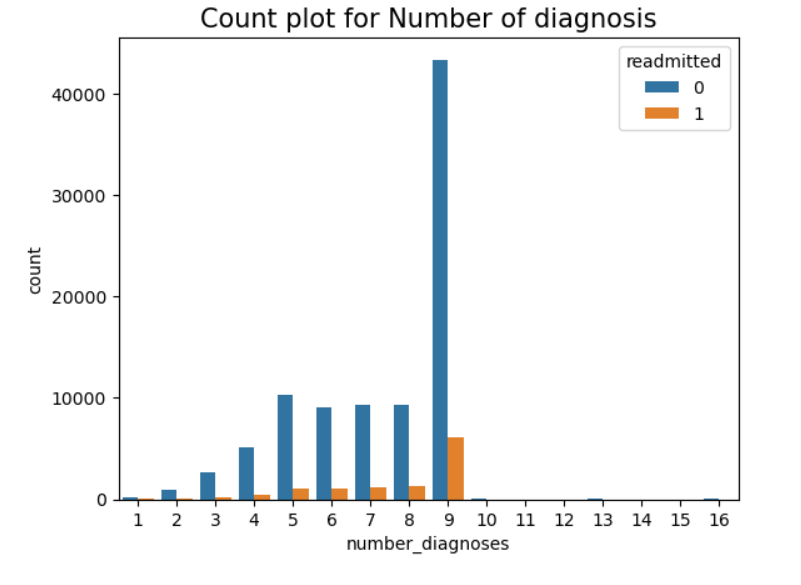 Count plot for Number of diagnosis
readmitted
0
1
40000
30000
20000
10000
0
count
1 2 3 4 5 6 7 8 9 10 11 12 13 14 15 16
number_diagnoses